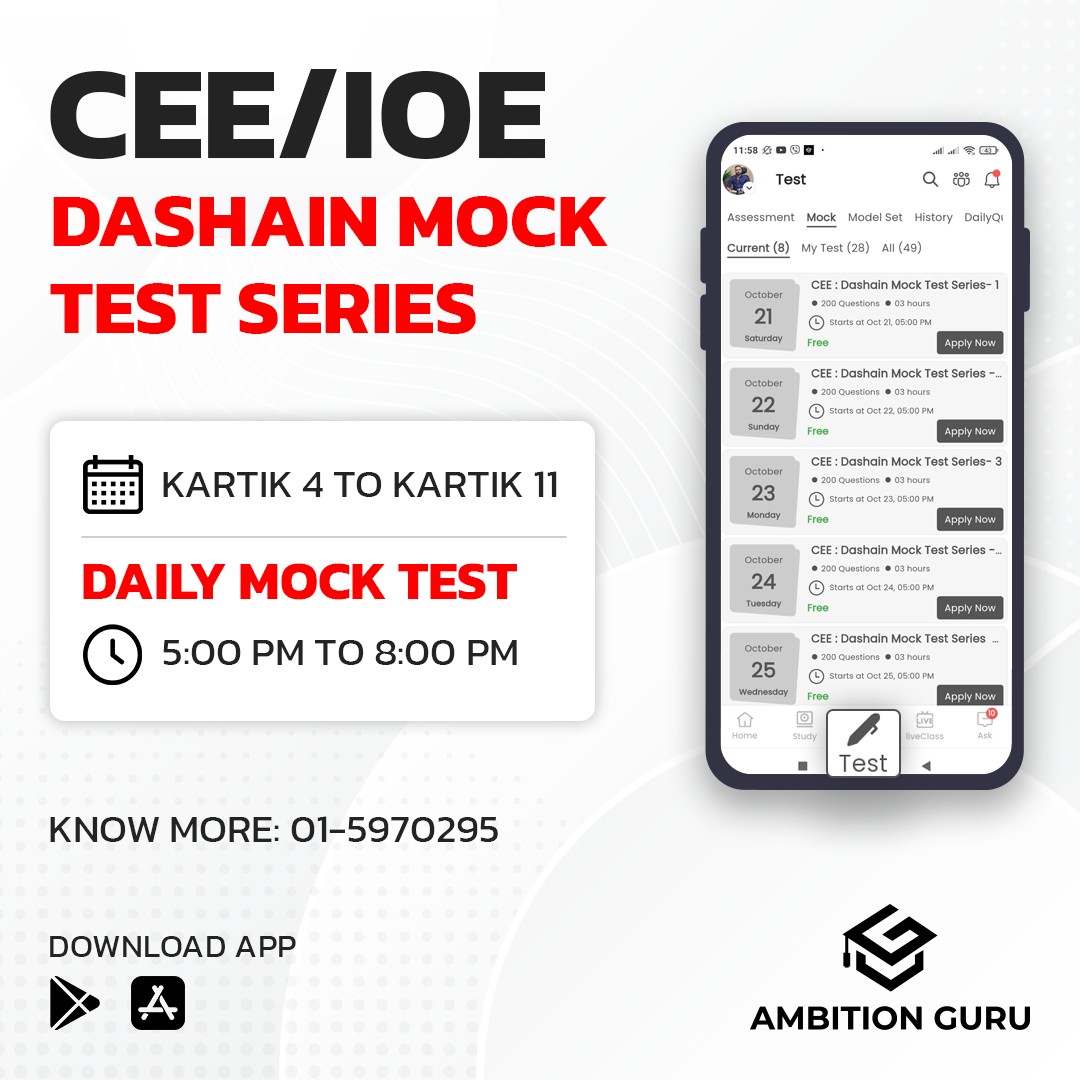 CEE/IOE
DASHAIN MOCK
TEST SERIES
KARTIK 4 TO KARTIK 11
DAILY MOCK TEST
5:00 PM TO 8:00 PM
KNOW MORE: 01-5970295
DOWNLOAD APP
11:58
43
Test
Assessment Mock Model Set History DailyQu
Current (8) My Test (28) All (49)
October
21
Saturday
CEE : Dashain Mock Test Series- 1
200 Questions 03 hours
Starts at Oct 21, 05:00 PM
Free
Apply Now
October
22
Sunday
CEE : Dashain Mock Test Series -...
200 Questions 03 hours
Starts at Oct 22, 05:00 PM
Free
Apply Now
October
23
Monday
CEE : Dashain Mock Test Series- 3
200 Questions 03 hours
Starts at Oct 23, 05:00 PM
Free
Apply Now
October
24
Tuesday
CEE : Dashain Mock Test Series -...
200 Questions 03 hours
Starts at Oct 24, 05:00 PM
Free
Apply Now
October
25
Wednesday
CEE : Dashain Mock Test Series ...
200 Questions 03 hours
Starts at Oct 25, 05:00 PM
Free
Apply Now
LIVE
10
Home Study Test liveClass Ask
AMBITION GURU